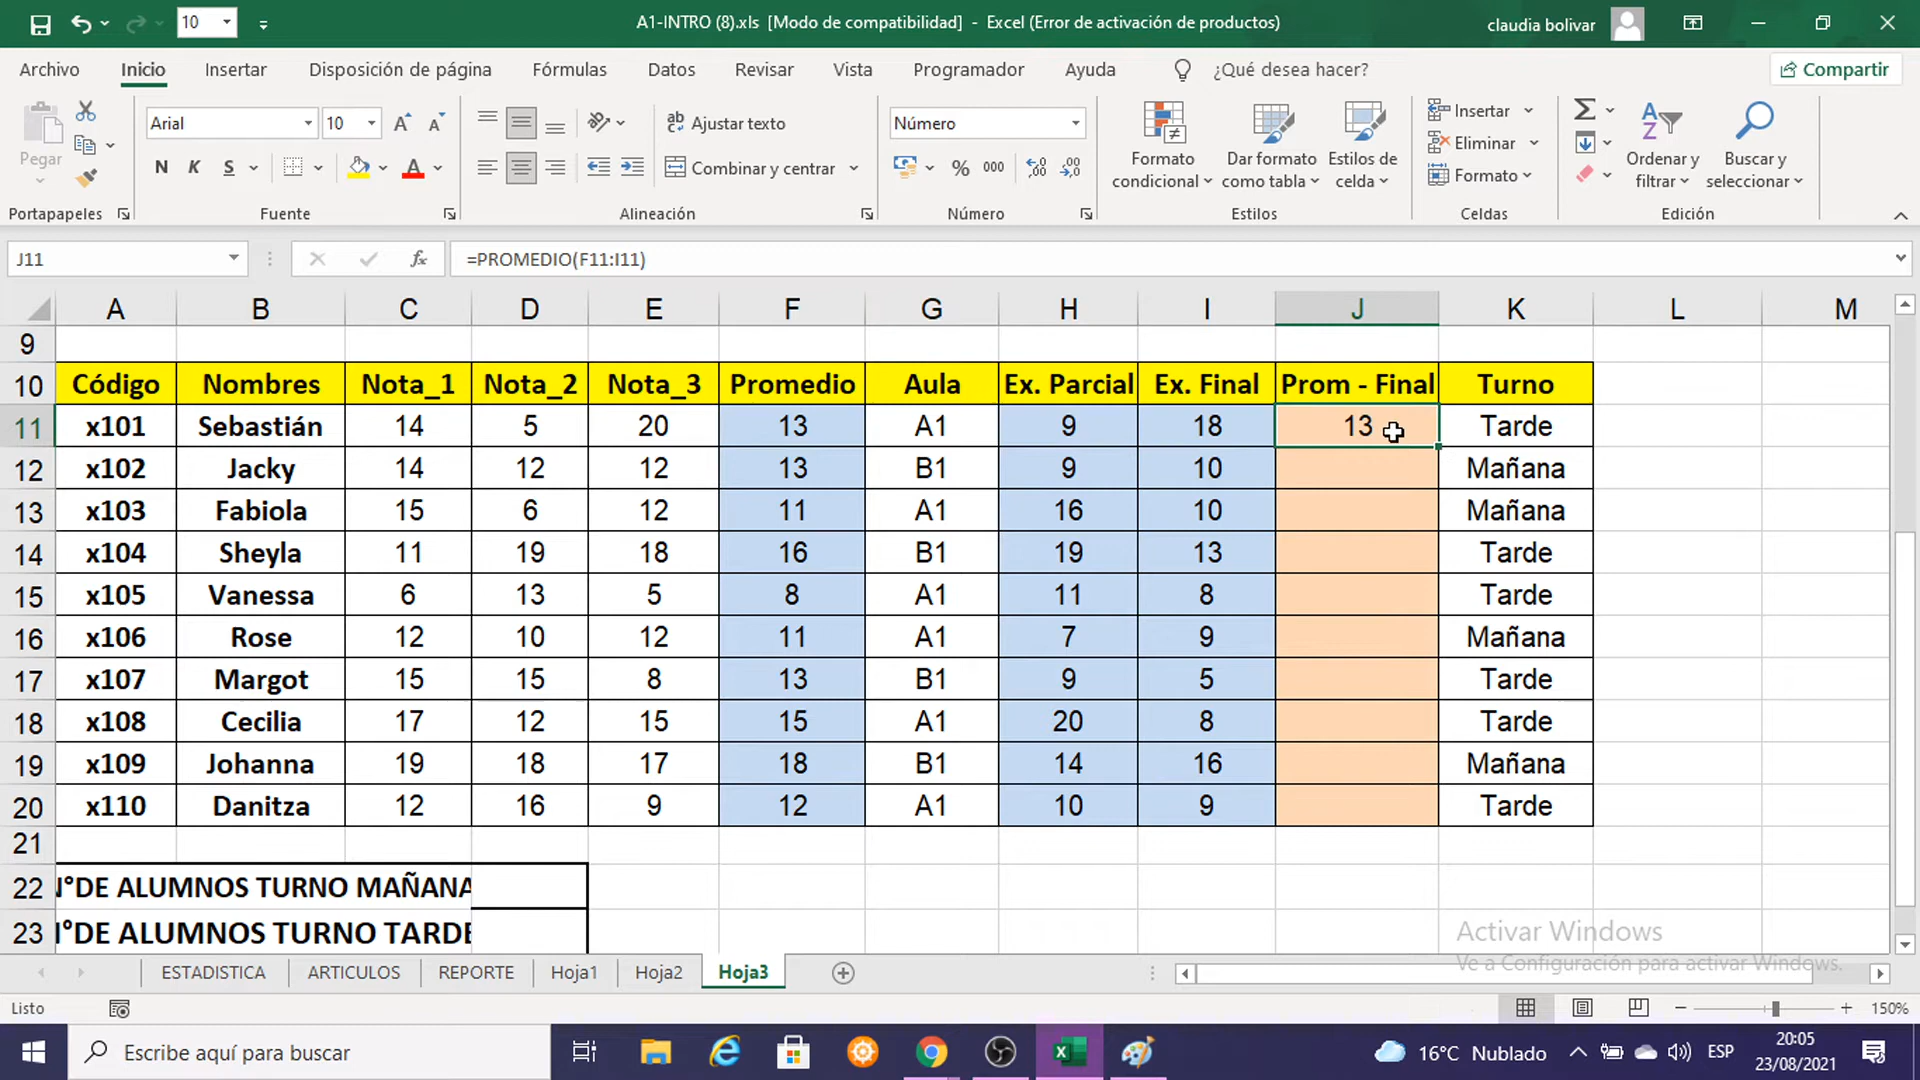 10
A1-INTRO (8).xls [Modo de compatibilidad] - Excel (Error de activación de productos)
claudia bolivar
Archivo Inicio Insertar Disposición de página Fórmulas Datos Revisar Vista Programador Ayuda ¿Qué desea hacer? Compartir
Pegar
Portapapeles
Arial 10
N K S
Fuente
Ajustar texto
Combinar y centrar
Alineación
Número
% 000
Número
Formato condicional
Dar formato como tabla
Estilos de celda
Estilos
Insertar
Eliminar
Formato
Celdas
Ordenar y filtrar
Buscar y seleccionar
Edición
J11 fx =PROMEDIO(F11:I11)
A B C D E F G H I J K L M
9
10 Código Nombres Nota_1 Nota_2 Nota_3 Promedio Aula Ex. Parcial Ex. Final Prom - Final Turno
11 x101 Sebastián 14 5 20 13 A1 9 18 13 Tarde
12 x102 Jacky 14 12 12 13 B1 9 10 Mañana
13 x103 Fabiola 15 6 12 11 A1 16 10 Mañana
14 x104 Sheyla 11 19 18 16 B1 19 13 Tarde
15 x105 Vanessa 6 13 5 8 A1 11 8 Tarde
16 x106 Rose 12 10 12 11 A1 7 9 Mañana
17 x107 Margot 15 15 8 13 B1 9 5 Tarde
18 x108 Cecilia 17 12 15 15 A1 20 8 Tarde
19 x109 Johanna 19 18 17 18 B1 14 16 Mañana
20 x110 Danitza 12 16 9 12 A1 10 9 Tarde
21
22 N°DE ALUMNOS TURNO MAÑANA
23 N°DE ALUMNOS TURNO TARDE
Activar Windows
Ve a Configuración para activar Windows.
ESTADISTICA ARTICULOS REPORTE Hoja1 Hoja2 Hoja3
Listo 150%
Escribe aquí para buscar 16°C Nublado ESP 20:05
23/08/2021